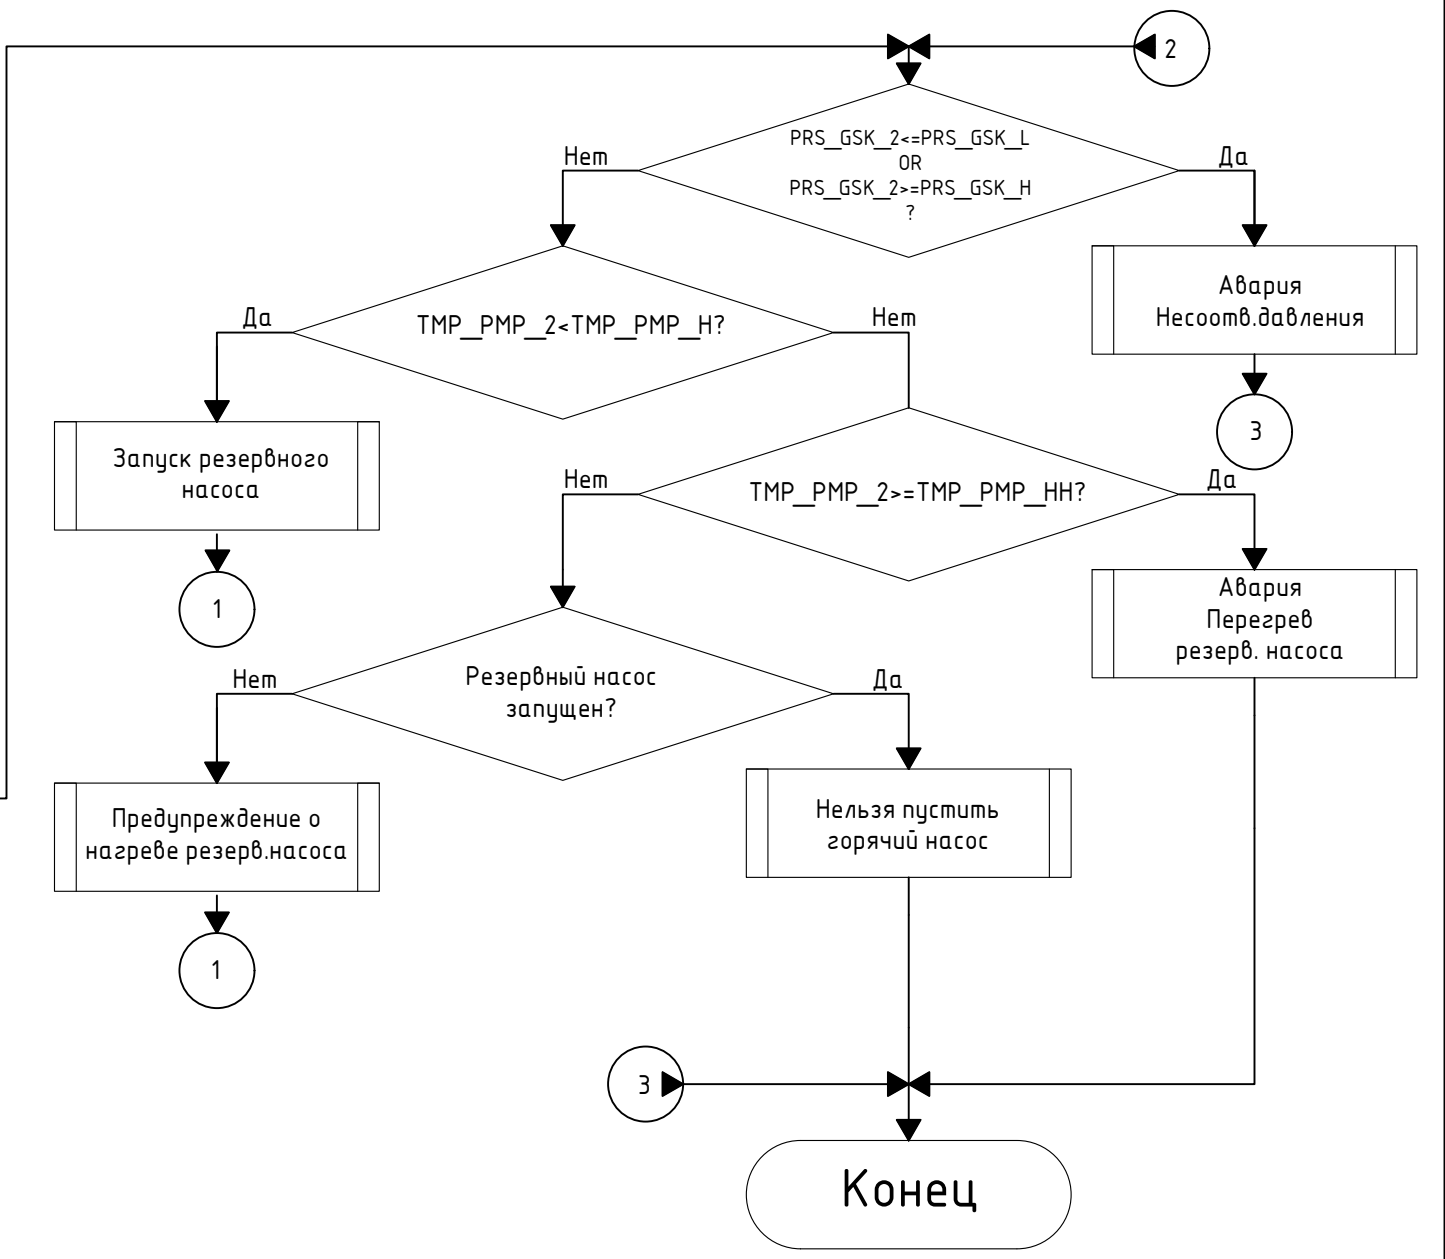 2
PRS_GSK_2<=PRS_GSK_L
OR
PRS_GSK_2>=PRS_GSK_H
?
Нет
Да
Авария
Несоотв.давления
3
TMP_PMP_2<TMP_PMP_H?
Да
Нет
Запуск резервного
насоса
1
TMP_PMP_2>=TMP_PMP_HH?
Нет
Да
Авария
Перегрев
резерв. насоса
Резервный насос
запущен?
Нет
Да
Предупреждение о
нагреве резерв.насоса
1
Нельзя пустить
горячий насос
3
Конец